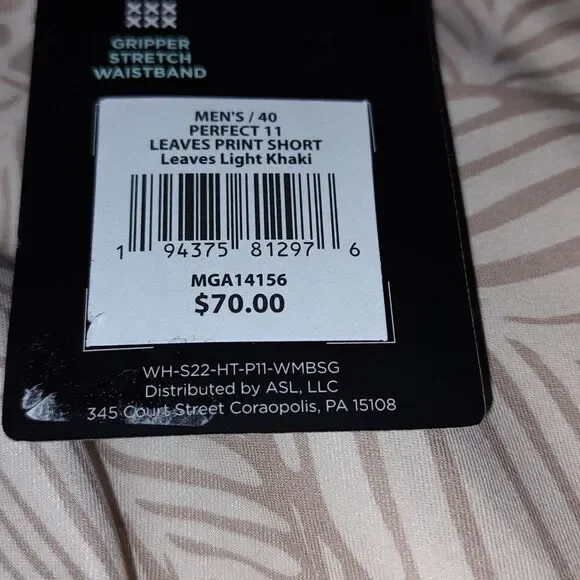 GRIPPER
STRETCH
WAISTBAND
MEN'S / 40
PERFECT 11
LEAVES PRINT SHORT
Leaves Light Khaki
1 94375 81297 6
MGA14156
$70.00
WH-S22-HT-P11-WMBSG
Distributed by ASL, LLC
345 Court Street Coraopolis, PA 15108